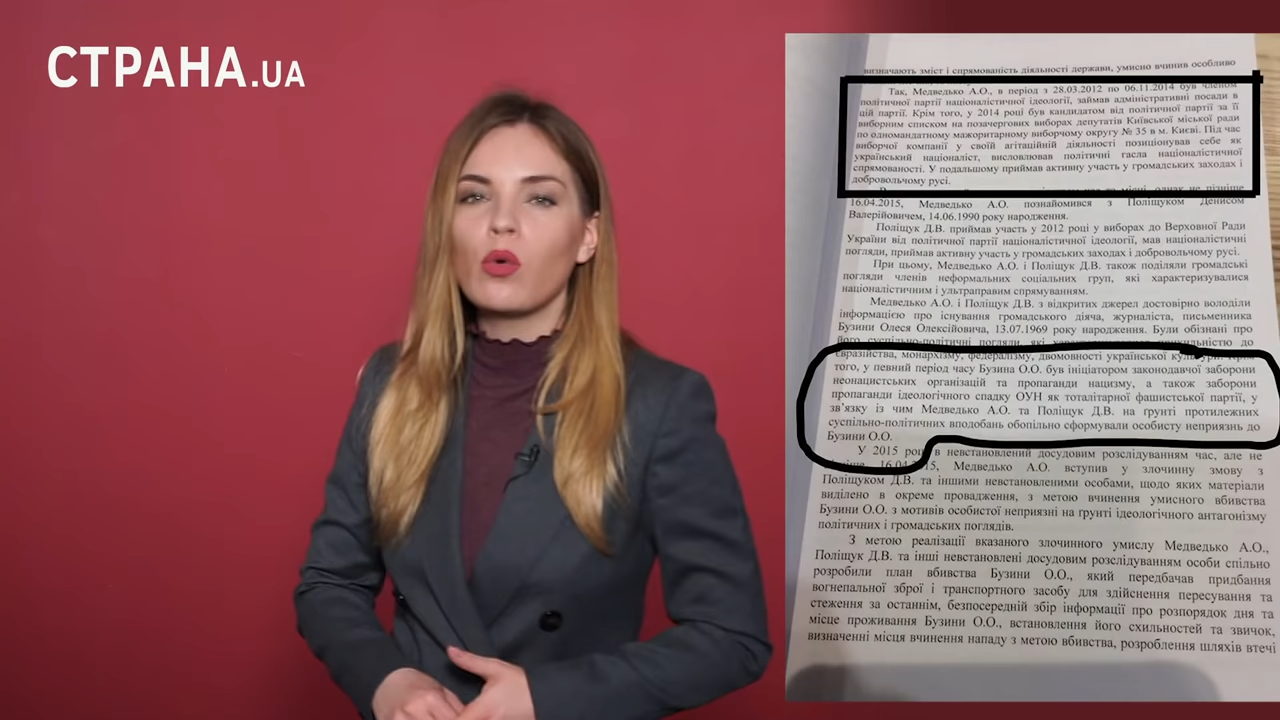 СТРАНА.UA
визначають зміст і спрямованість діяльності держави, умисно вчинив особливо
Так, Медведько А.О., в період з 28.03.2012 по 06.11.2014 був членом
політичної партії націоналістичної ідеології, займав адміністративні посади в
цій партії. Крім того, у 2014 році був кандидатом від політичної партії за її
виборним списком на позачергових виборах депутатів Київської міської ради
по одномандатному мажоритарному виборчому округу № 35 в м. Києві. Під час
виборчої компанії у своїй агітаційній діяльності позиціонував себе як
український націоналіст, висловлював політичні гасла націоналістичної
спрямованості. У подальшому приймав активну участь у громадських заходах і
добровольчому русі.
не пізніше
16.04.2015, Медведько А.О. познайомився з Поліщуком Денисом
Валерійовичем, 14.06.1990 року народження.
Поліщук Д.В. приймав участь у 2012 році у виборах до Верховної Ради
України від політичної партії націоналістичної ідеології, мав націоналістичні
погляди, приймав активну участь у громадських заходах і добровольчому русі.
При цьому, Медведько А.О. і Поліщук Д.В. також поділяли громадські
погляди членів неформальних соціальних груп, які характеризувалися
націоналістичним і ультраправим спрямуванням.
Медведько А.О. і Поліщук Д.В. з відкритих джерел достовірно володіли
інформацією про існування громадського діяча, журналіста, письменника
Бузини Олеся Олексійовича, 13.07.1969 року народження. Були обізнані про
його суспільно-політичні погляди, які до
євразійства, монархізму, федералізму, двомовності української культури. Крім
того, у певний період часу Бузина О.О. був ініціатором законодавчої заборони
неонацистських організацій та пропаганди нацизму, а також заборони
пропаганди ідеологічного спадку ОУН як тоталітарної фашистської партії, у
зв’язку із чим Медведько А.О. та Поліщук Д.В. на ґрунті протилежних
суспільно-політичних вподобань обопільно сформували особисту неприязнь до
Бузини О.О.
У 2015 році в невстановлений досудовим розслідуванням час, але не
пізніше 16.04.2015, Медведько А.О. вступив у злочинну змову з
Поліщуком Д.В. та іншими невстановленими особами, щодо яких матеріали
виділено в окреме провадження, з метою вчинення умисного вбивства
Бузини О.О. з мотивів особистої неприязні на ґрунті ідеологічного антагонізму
політичних і громадських поглядів.
З метою реалізації вказаного злочинного умислу Медведько А.О.,
Поліщук Д.В. та інші невстановлені досудовим розслідуванням особи спільно
розробили план вбивства Бузини О.О., який передбачав придбання
вогнепальної зброї і транспортного засобу для здійснення пересування та
стеження за останнім, безпосередній збір інформації про розпорядок дня та
місце проживання Бузини О.О., встановлення його схильностей та звичок,
визначенні місця вчинення нападу з метою вбивства, розроблення шляхів втечі